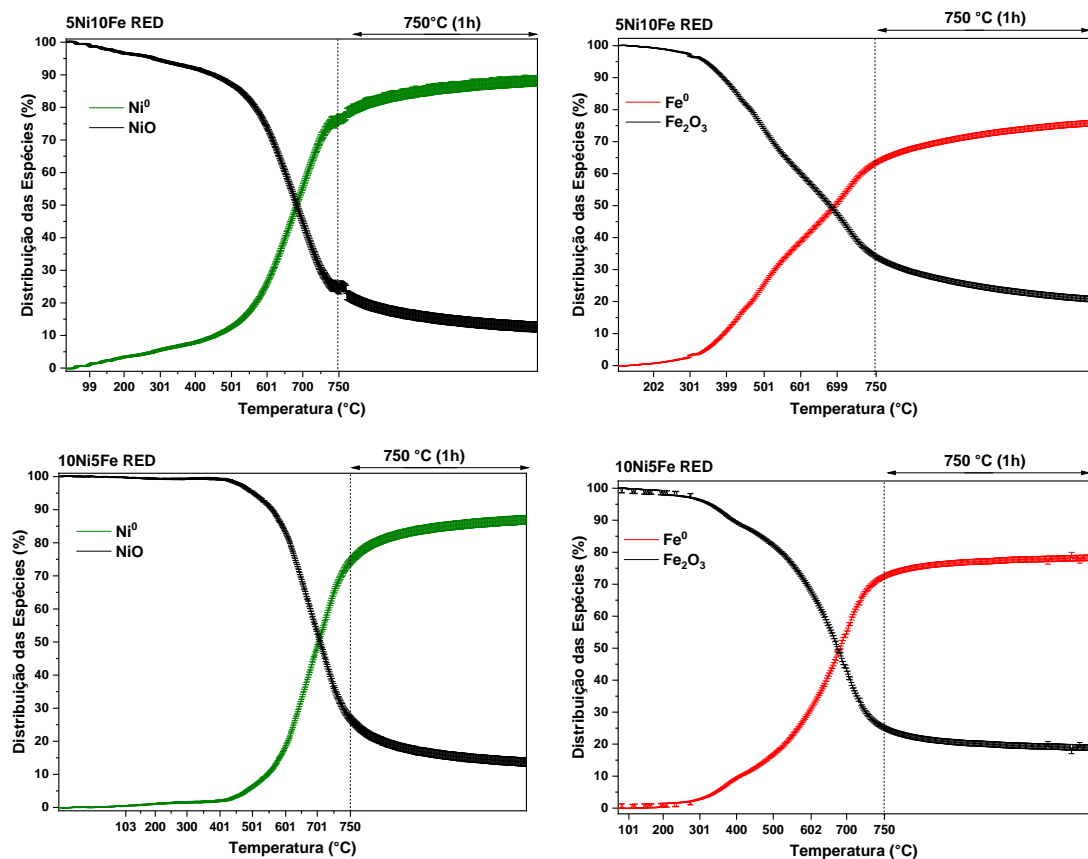 5Ni10Fe RED
750°C (1h)
Distribuição das Espécies (%)
100
90
80
70
60
50
40
30
20
10
0
Ni⁰
NiO
99 200 301 400 501 601 700 750
Temperatura (°C)
5Ni10Fe RED
750 °C (1h)
Distribuição das Espécies (%)
100
90
80
70
60
50
40
30
20
10
0
Fe⁰
Fe₂O₃
202 301 399 501 601 699 750
Temperatura (°C)
10Ni5Fe RED
750 °C (1h)
Distribuição das Espécies (%)
100
90
80
70
60
50
40
30
20
10
0
Ni⁰
NiO
103 200 300 401 501 601 701 750
Temperatura (°C)
10Ni5Fe RED
750 °C (1h)
Distribuição das Espécies (%)
100
90
80
70
60
50
40
30
20
10
0
Fe⁰
Fe₂O₃
101 200 300 400 500 602 700 750
Temperatura (°C)